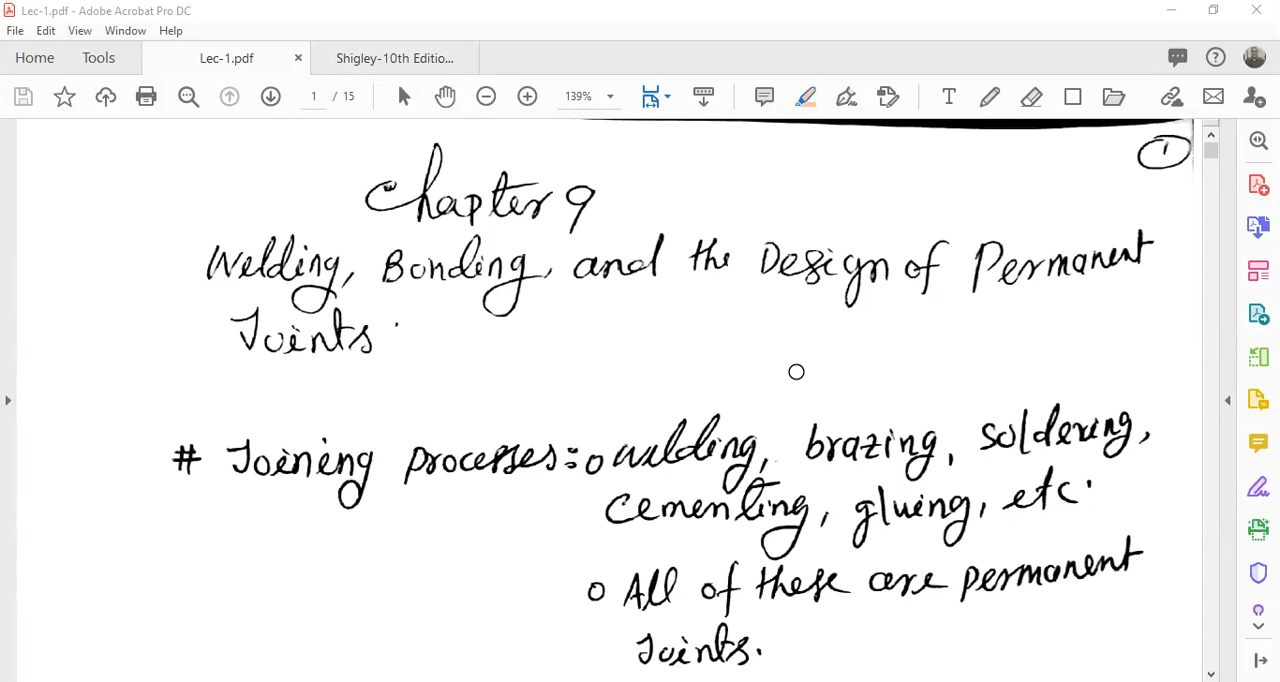 Lec-1.pdf - Adobe Acrobat Pro DC
File Edit View Window Help
Home Tools Lec-1.pdf × Shigley-10th Editio...
1 / 15 139%
1
Chapter 9
Welding, Bonding, and the Design of Permanent
Joints.
# Joining processes: o welding, brazing, soldering,
cementing, gluing, etc.
o All of these are permanent
Joints.